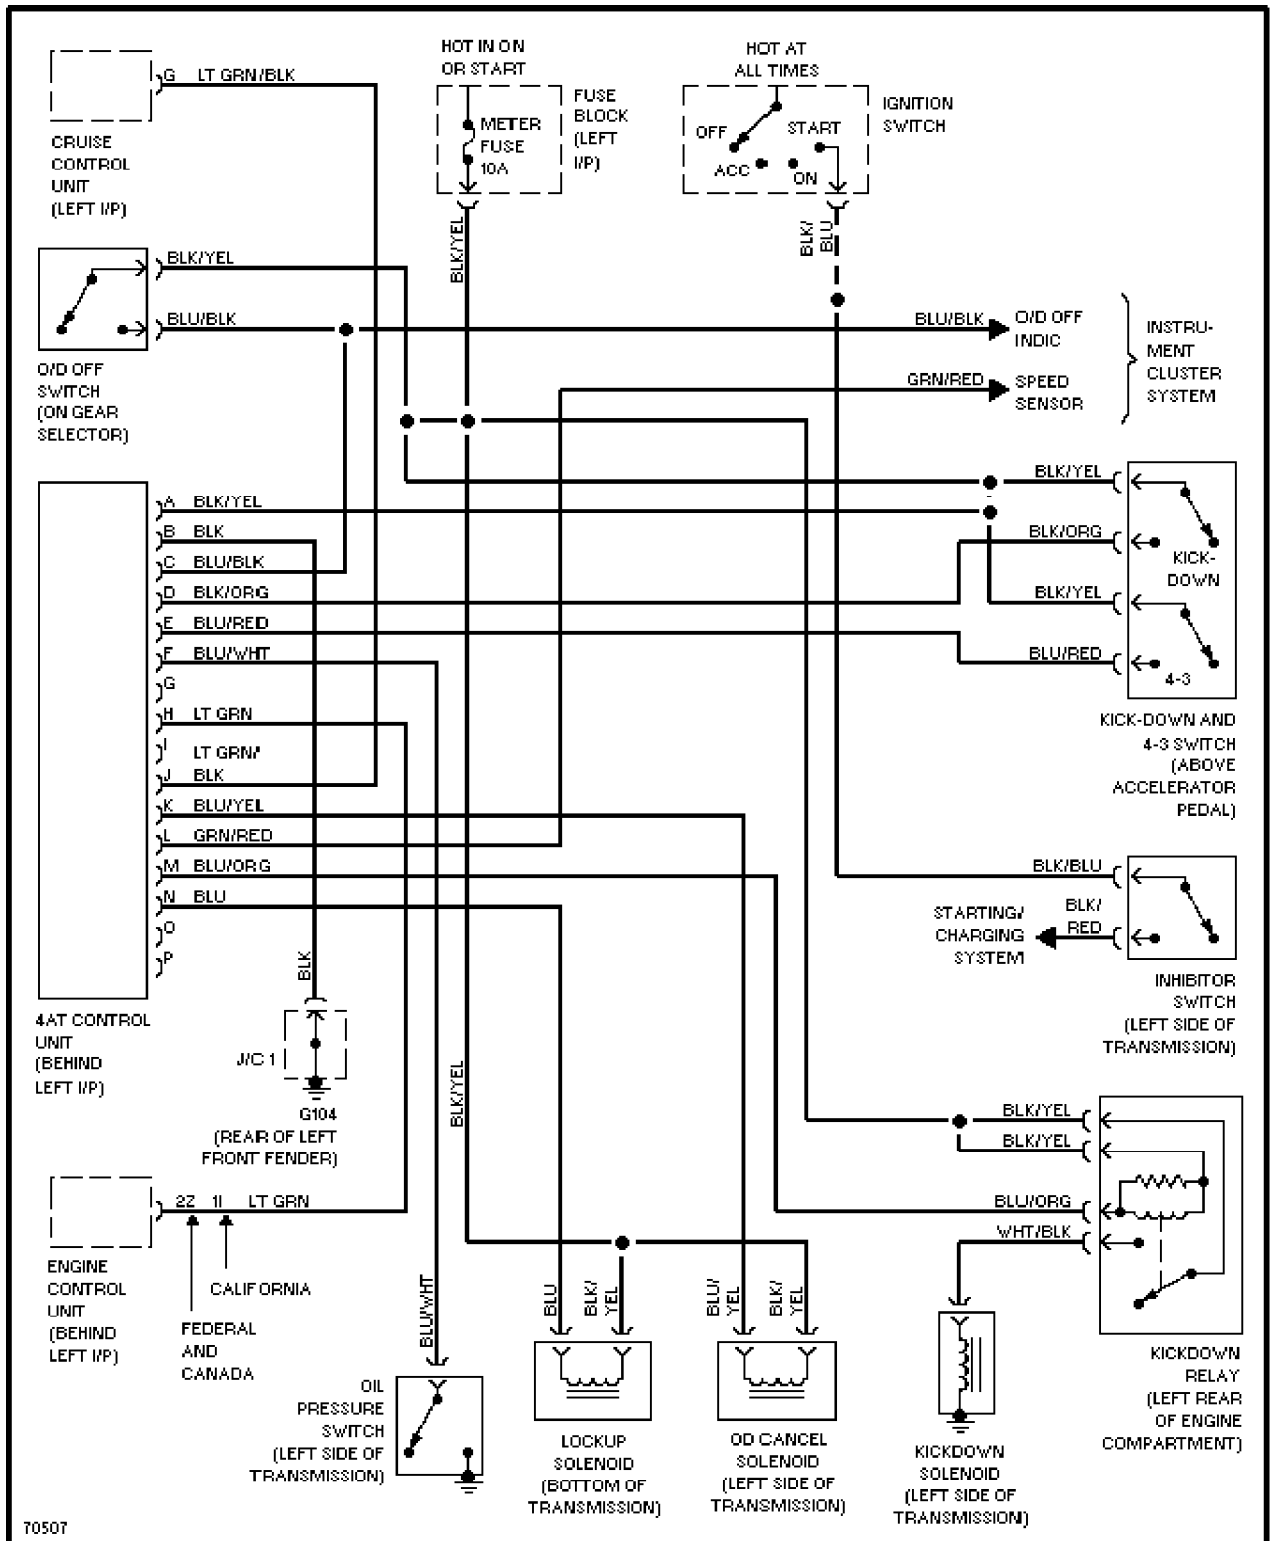 HOT IN ON
OR START
HOT AT
ALL TIMES
G LT GRN/BLK
CRUISE
CONTROL
UNIT
(LEFT I/P)
METER
FUSE
10A
FUSE
BLOCK
(LEFT
I/P)
OFF
START
ACC
ON
IGNITION
SWITCH
BLK/YEL
BLK/
BLU
BLK/YEL
BLU/BLK
O/D OFF
SWITCH
(ON GEAR
SELECTOR)
BLU/BLK
O/D OFF
INDIC
GRN/RED
SPEED
SENSOR
INSTRU-
MENT
CLUSTER
SYSTEM
A BLK/YEL
B BLK
C BLU/BLK
D BLK/ORG
E BLU/RED
F BLU/WHT
G
H LT GRN
I LT GRN/
J BLK
K BLU/YEL
L GRN/RED
M BLU/ORG
N BLU
O
P
4AT CONTROL
UNIT
(BEHIND
LEFT I/P)
BLK/YEL
BLK/ORG
BLK/YEL
BLU/RED
KICK-
DOWN
4-3
KICK-DOWN AND
4-3 SWITCH
(ABOVE
ACCELERATOR
PEDAL)
BLK/BLU
BLK/
RED
STARTING/
CHARGING
SYSTEM
INHIBITOR
SWITCH
(LEFT SIDE OF
TRANSMISSION)
BLK
J/C 1
G104
(REAR OF LEFT
FRONT FENDER)
BLK/YEL
BLK/YEL
BLK/YEL
BLU/ORG
WHT/BLK
KICKDOWN
RELAY
(LEFT REAR
OF ENGINE
COMPARTMENT)
2Z 1I LT GRN
ENGINE
CONTROL
UNIT
(BEHIND
LEFT I/P)
CALIFORNIA
FEDERAL
AND
CANADA
BLU/WHT
OIL
PRESSURE
SWITCH
(LEFT SIDE OF
TRANSMISSION)
BLU
BLK/
YEL
LOCKUP
SOLENOID
(BOTTOM OF
TRANSMISSION)
BLU/
YEL
BLK/
YEL
OD CANCEL
SOLENOID
(LEFT SIDE OF
TRANSMISSION)
KICKDOWN
SOLENOID
(LEFT SIDE OF
TRANSMISSION)
70507